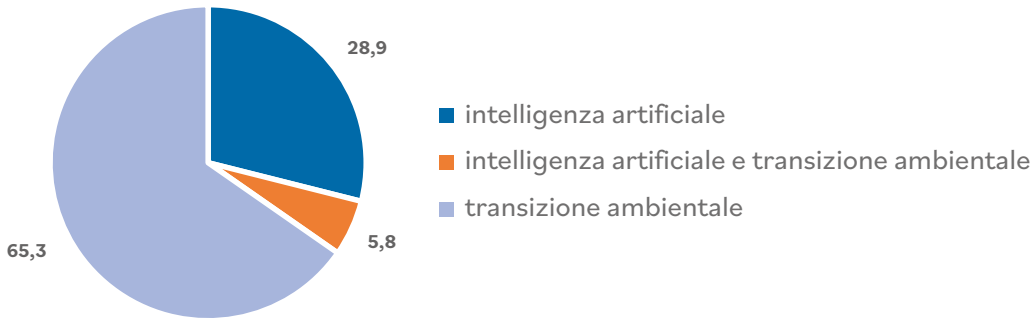 28,9
5,8
65,3
intelligenza artificiale
intelligenza artificiale e transizione ambientale
transizione ambientale